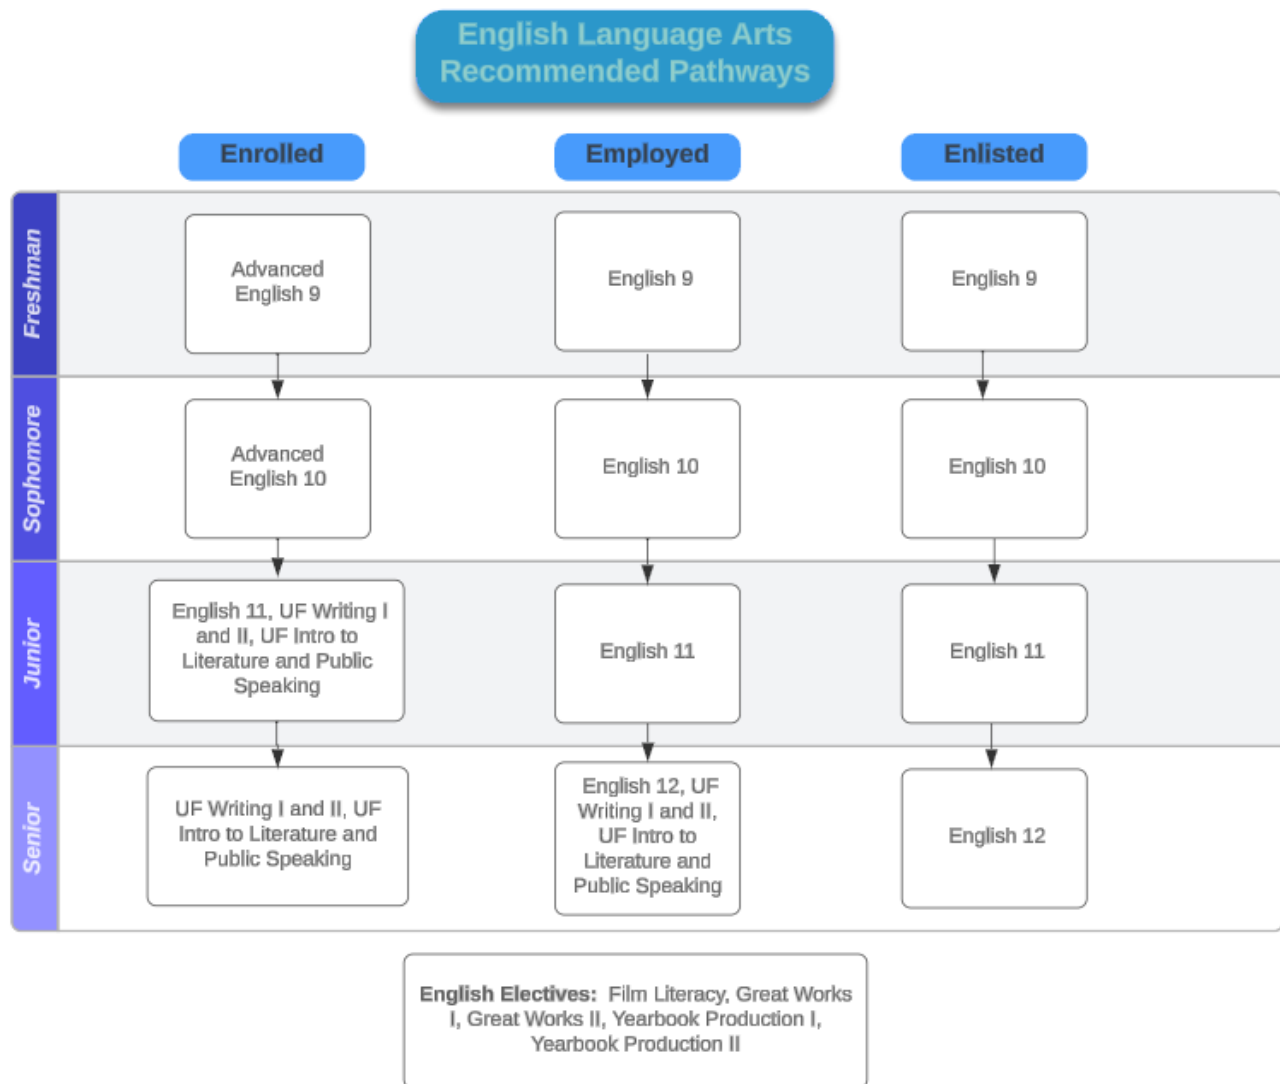 English Language Arts
Recommended Pathways
Enrolled
Employed
Enlisted
Freshman
Advanced
English 9
English 9
English 9
Sophomore
Advanced
English 10
English 10
English 10
Junior
English 11, UF Writing I
and II, UF Intro to
Literature and Public
Speaking
English 11
English 11
Senior
UF Writing I and II, UF
Intro to Literature and
Public Speaking
English 12, UF
Writing I and II,
UF Intro to
Literature and
Public Speaking
English 12
English Electives: Film Literacy, Great Works
I, Great Works II, Yearbook Production I,
Yearbook Production II